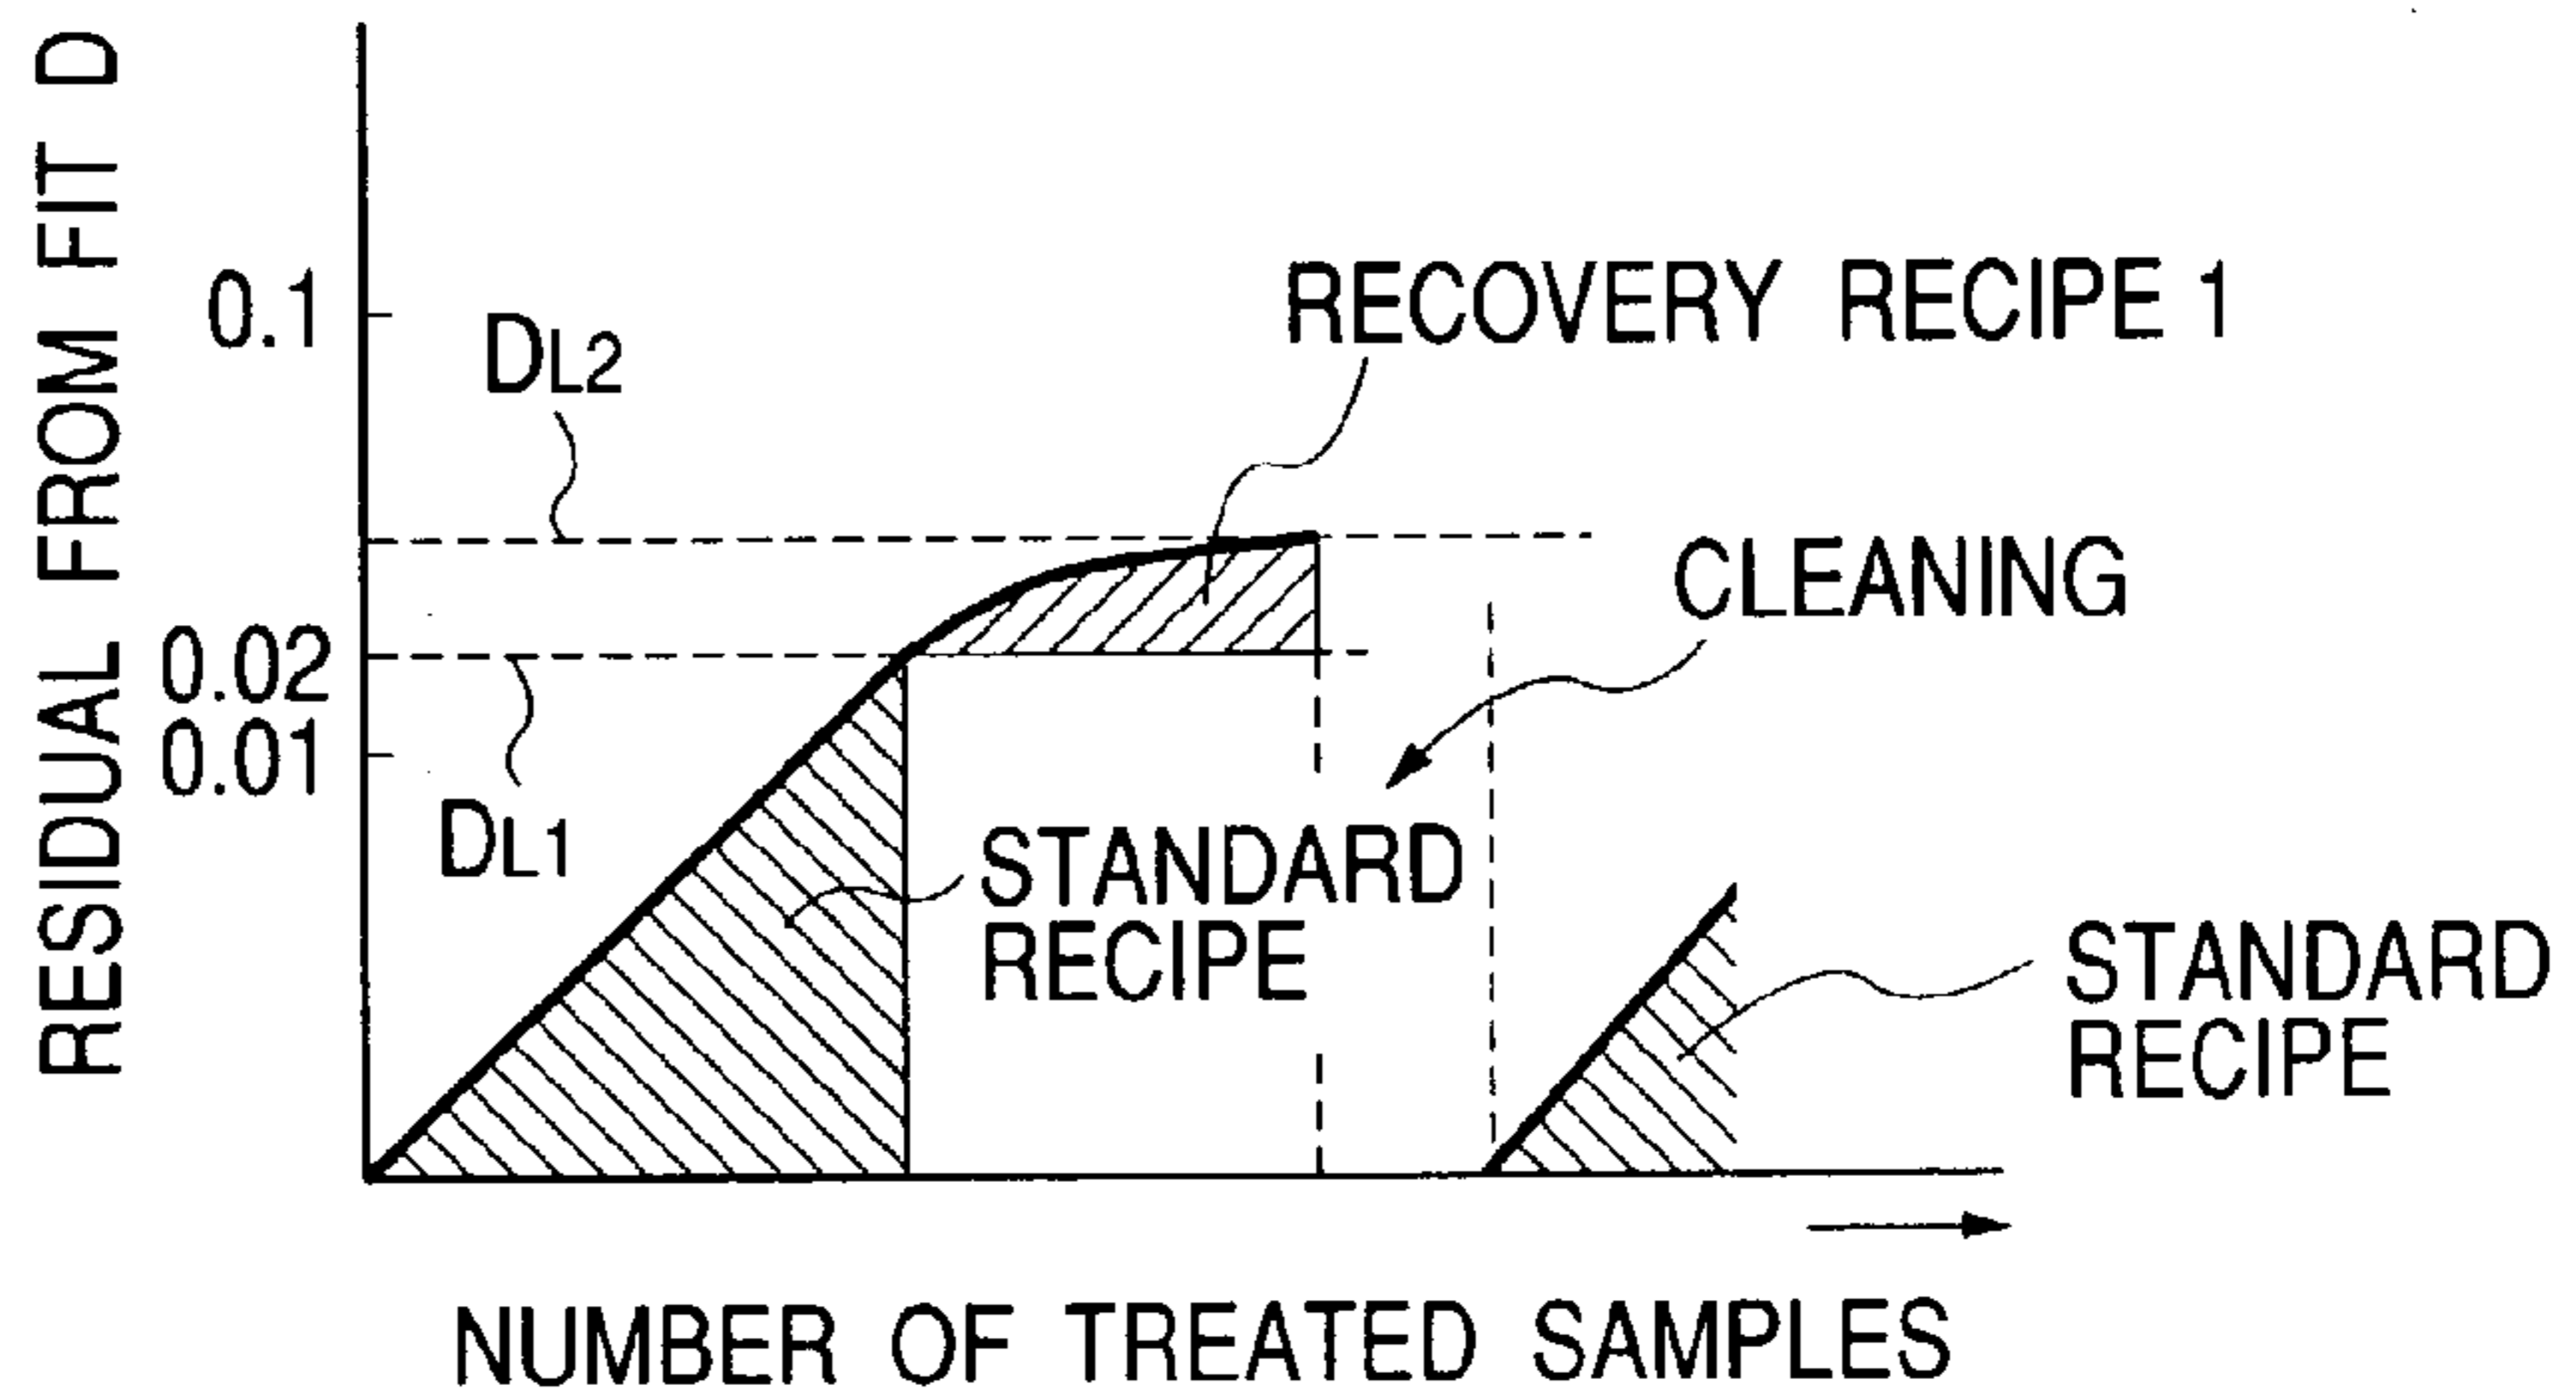 RESIDUAL FROM FIT D
0.1
DL2
RECOVERY RECIPE 1
CLEANING
0.02
0.01
DL1
STANDARD
RECIPE
STANDARD
RECIPE
NUMBER OF TREATED SAMPLES